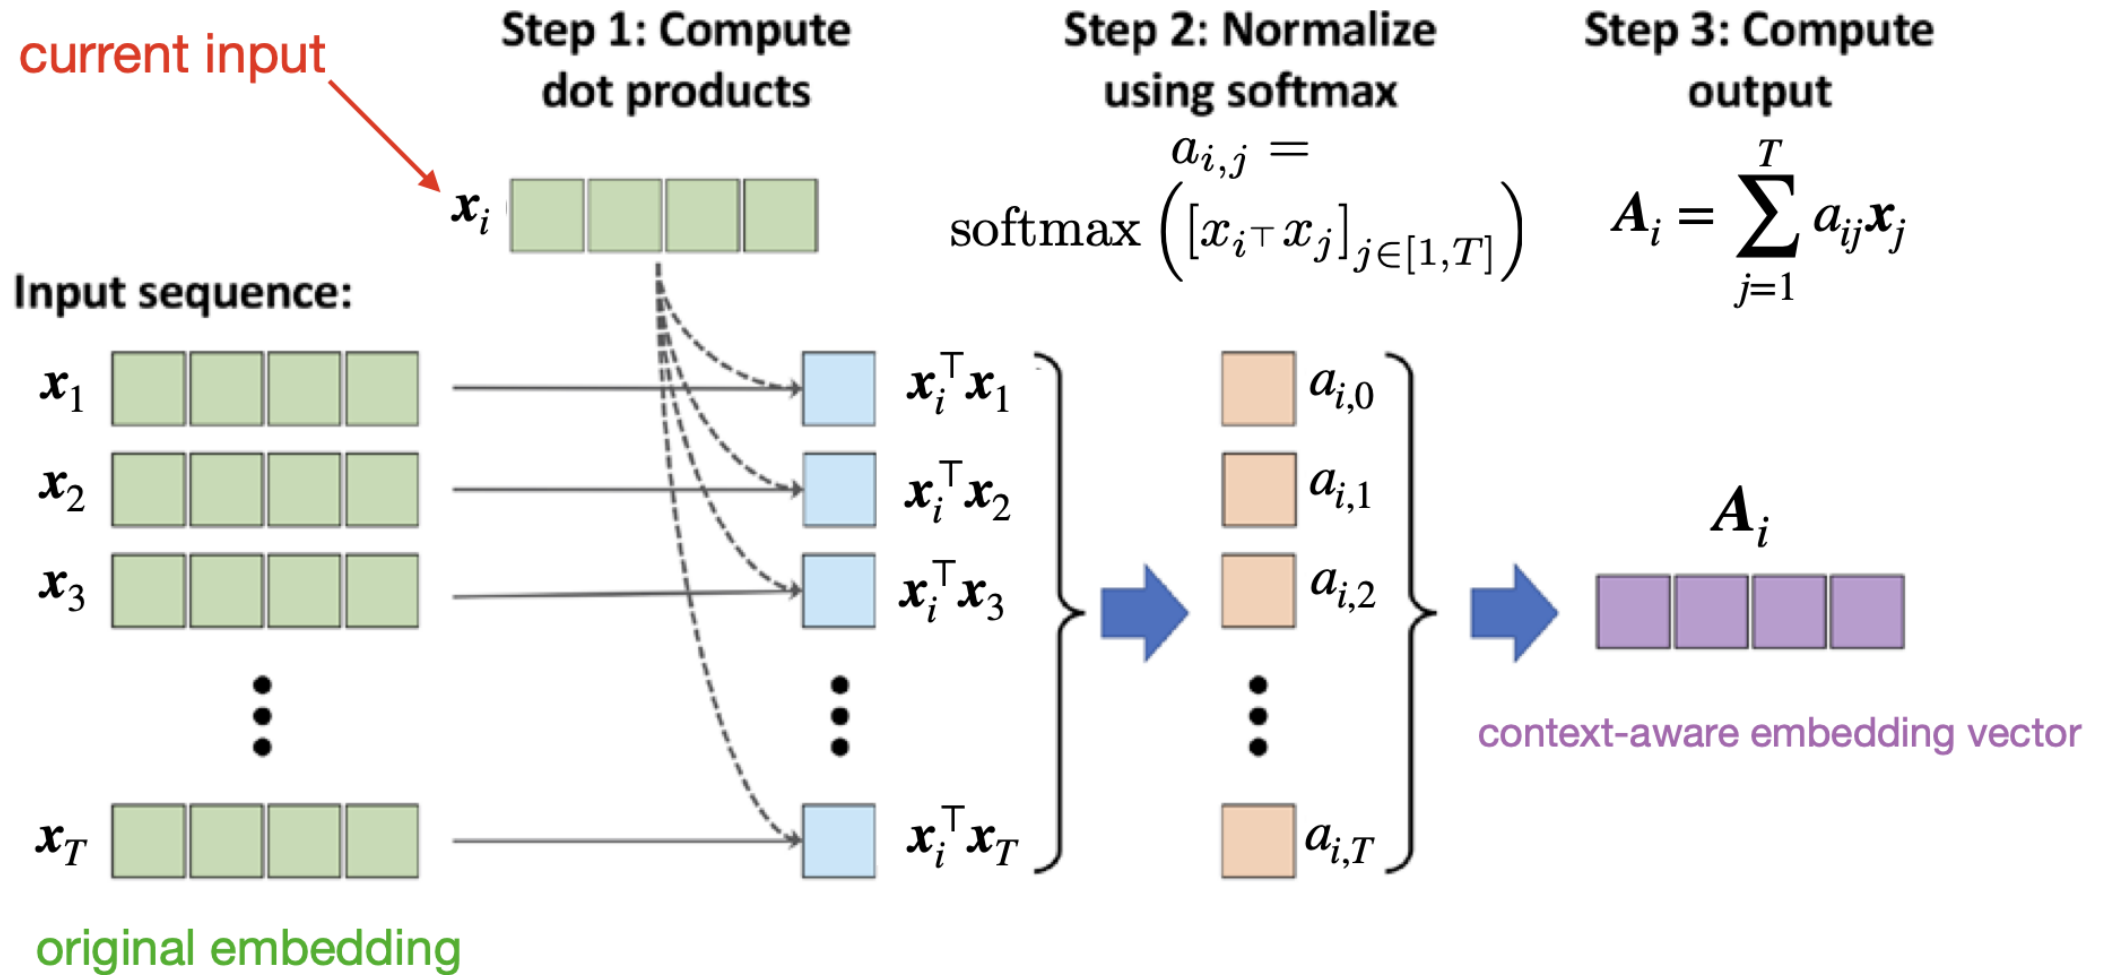 current input
Step 1: Compute
dot products
Step 2: Normalize
using softmax
Step 3: Compute
output
a_{i,j} =
softmax([x_{i⊤} x_j]_{j∈[1,T]})
A_i = \sum_{j=1}^{T} a_{ij} x_j
x_i
Input sequence:
x_1
x_i^⊤ x_1
a_{i,0}
x_2
x_i^⊤ x_2
a_{i,1}
x_3
x_i^⊤ x_3
a_{i,2}
A_i
x_T
x_i^⊤ x_T
a_{i,T}
context-aware embedding vector
original embedding